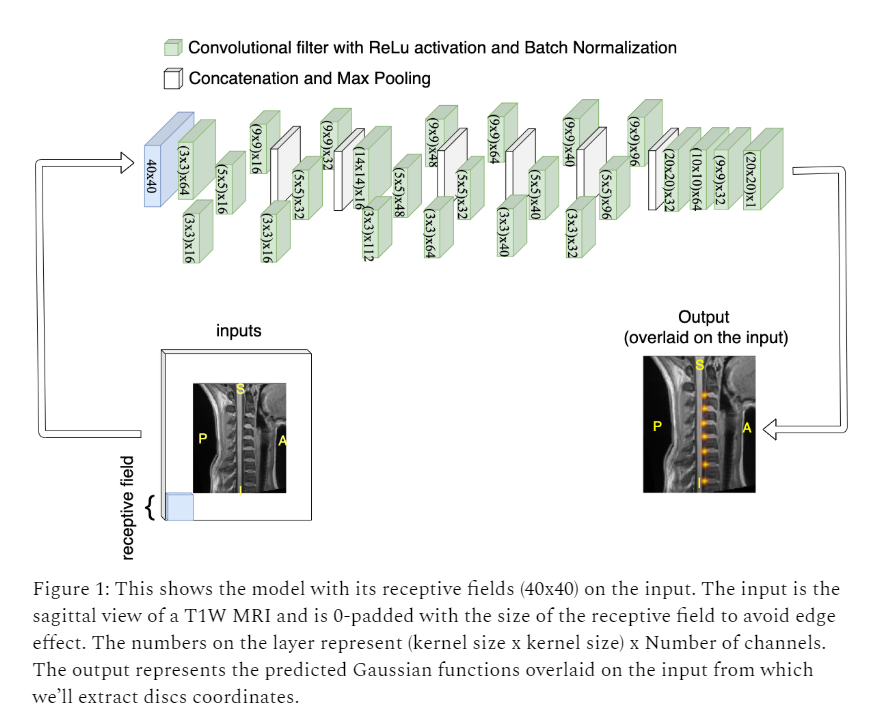 Convolutional filter with ReLu activation and Batch Normalization
Concatenation and Max Pooling
40x40
(3x3)x64
(3x3)x16
(5x5)x16
(9x9)x16
(3x3)x16
(5x5)x32
(9x9)x32
(14x14)x16
(3x3)x112
(5x5)x48
(9x9)x48
(3x3)x64
(5x5)x32
(9x9)x64
(3x3)x40
(5x5)x40
(9x9)x40
(3x3)x32
(5x5)x96
(9x9)x96
(20x20)x32
(10x10)x64
(9x9)x32
(20x20)x1
inputs
S
P
A
I
receptive field
{
Output
(overlaid on the input)
S
P
A
I
Figure 1: This shows the model with its receptive fields (40x40) on the input. The input is the
sagittal view of a T1W MRI and is 0-padded with the size of the receptive field to avoid edge
effect. The numbers on the layer represent (kernel size x kernel size) x Number of channels.
The output represents the predicted Gaussian functions overlaid on the input from which
we’ll extract discs coordinates.